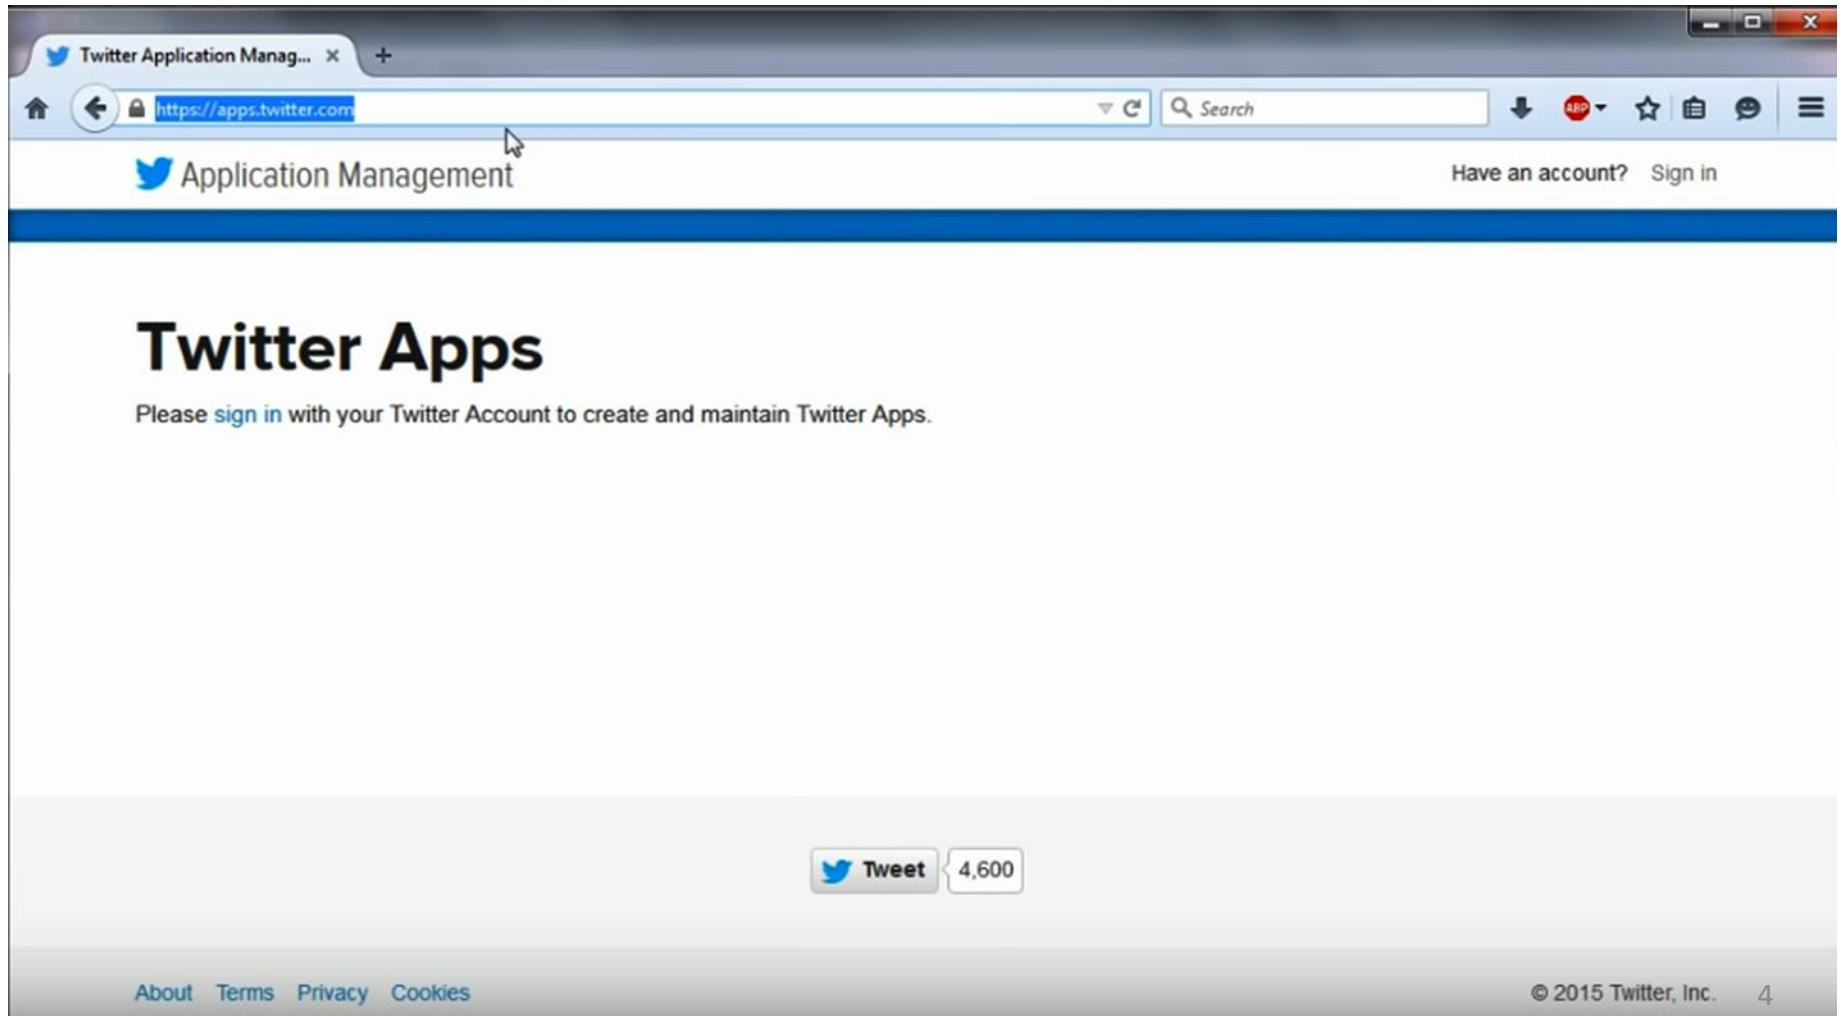 Twitter Application Manag...
https://apps.twitter.com
Search
ABP
Application Management
Have an account? Sign in
Twitter Apps
Please sign in with your Twitter Account to create and maintain Twitter Apps.
Tweet 4,600
About Terms Privacy Cookies
© 2015 Twitter, Inc. 4